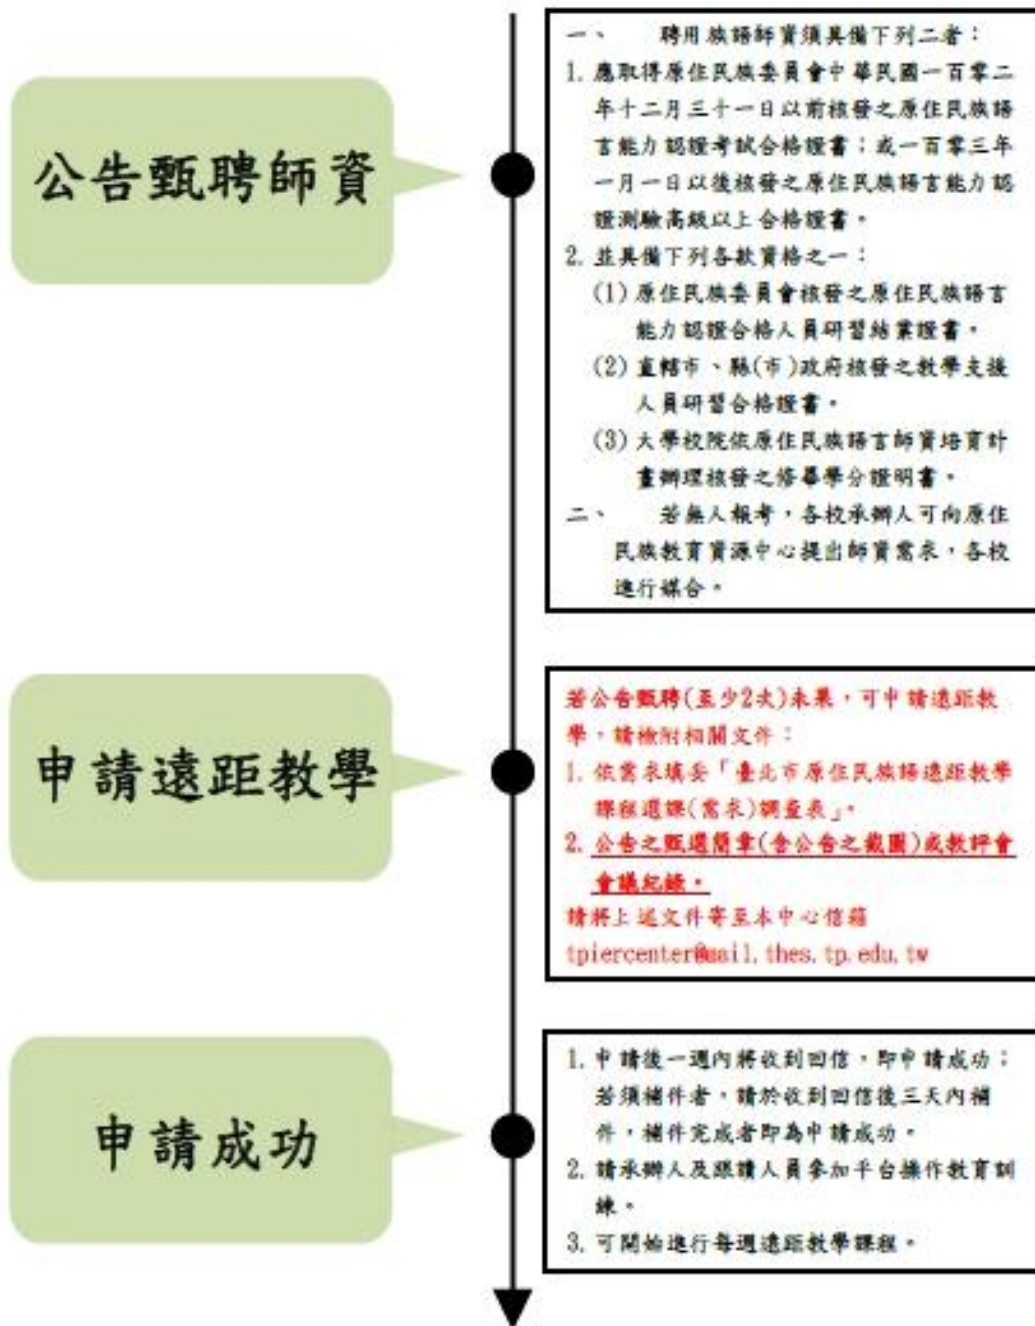 公告甄聘師資
一、 聘用族語師資須具備下列二者：
1. 應取得原住民族委員會中華民國一百零二
年十二月三十一日以前核發之原住民族語
言能力認證考試合格證書；或一百零三年
一月一日以後核發之原住民族語言能力認
證測驗高級以上合格證書。
2. 並具備下列各款資格之一：
(1) 原住民族委員會核發之原住民族語言
能力認證合格人員研習結業證書。
(2) 直轄市、縣(市)政府核發之教學支援
人員研習合格證書。
(3) 大學校院依原住民族語言師資培育計
畫辦理核發之修畢學分證明書。
二、 若無人報考，各校承辦人可向原住
民族教育資源中心提出師資需求，各校
進行媒合。
申請遠距教學
若公告甄聘(至少2次)未果，可申請遠距教
學，請檢附相關文件：
1. 依需求填妥「臺北市原住民族語遠距教學
課程選課(需求)調查表」。
2. 公告之甄選簡章(含公告之截圖)或教評會
會議紀錄。
請將上述文件寄至本中心信箱
tpiercenter@mail.thes.tp.edu.tw
申請成功
1. 申請後一週內將收到回信，即申請成功；
若須補件者，請於收到回信後三天內補
件，補件完成者即為申請成功。
2. 請承辦人及跟讀人員參加平台操作教育訓
練。
3. 可開始進行每週遠距教學課程。